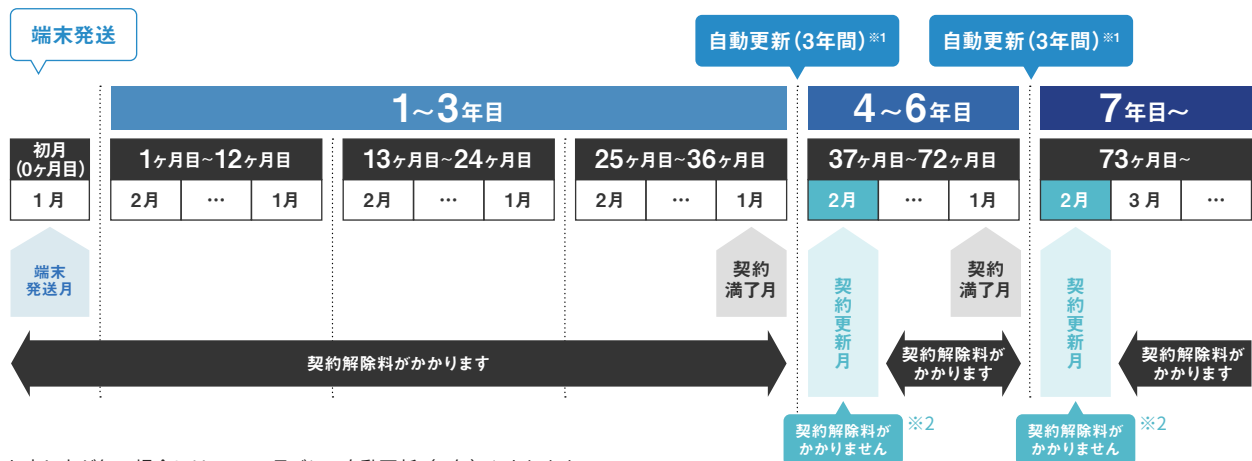 端末発送
自動更新(3年間)※1
自動更新(3年間)※1
1～3年目
4～6年目
7年目～
初月
(0ヶ月目)
1ヶ月目~12ヶ月目
13ヶ月目~24ヶ月目
25ヶ月目~36ヶ月目
37ヶ月目~72ヶ月目
73ヶ月目~
1月
2月
…
1月
2月
…
1月
2月
…
1月
2月
…
1月
2月
3月
…
端末
発送月
契約
満了月
契約更新月
契約
満了月
契約更新月
契約解除料がかかります
契約解除料が
かかります
契約解除料が
かかります
契約解除料が
かかりません
※2
契約解除料が
かかりません
※2